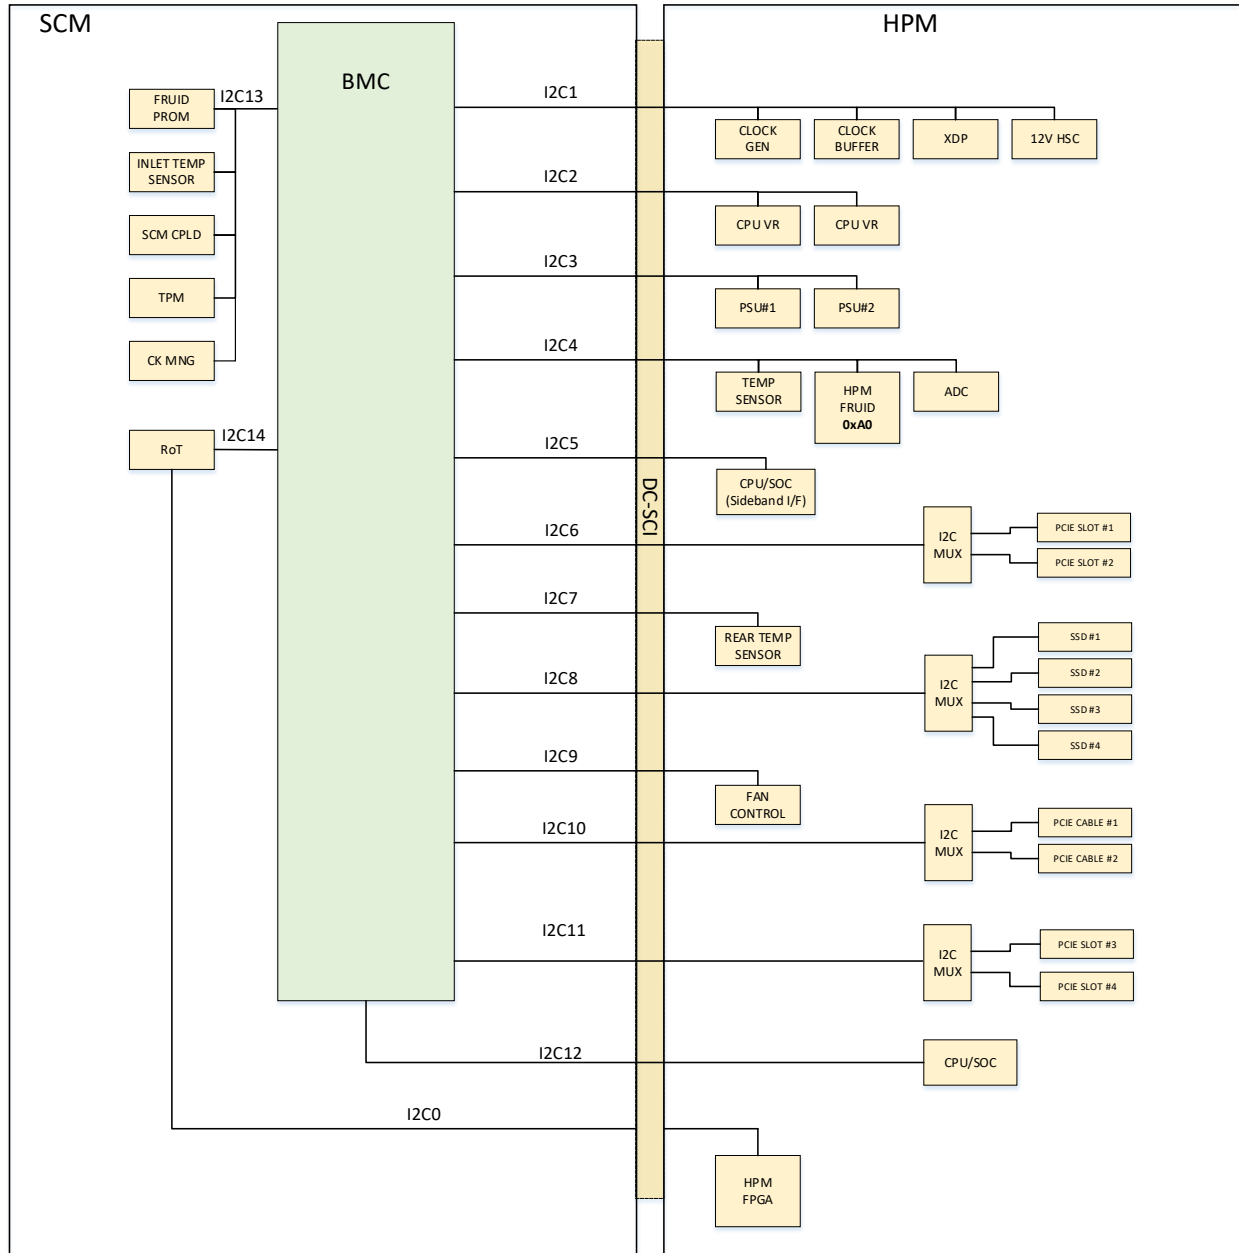 SCM
HPM
BMC
I2C13
FRUID
PROM
INLET TEMP
SENSOR
SCM CPLD
TPM
CK MNG
I2C14
RoT
I2C1
CLOCK
GEN
CLOCK
BUFFER
XDP
12V HSC
I2C2
CPU VR
CPU VR
I2C3
PSU#1
PSU#2
I2C4
TEMP
SENSOR
HPM
FRUID
0xA0
ADC
I2C5
CPU/SOC
(Sideband I/F)
DC-SCI
I2C6
I2C
MUX
PCIE SLOT #1
PCIE SLOT #2
I2C7
REAR TEMP
SENSOR
I2C8
I2C
MUX
SSD #1
SSD #2
SSD #3
SSD #4
I2C9
FAN
CONTROL
I2C10
I2C
MUX
PCIE CABLE #1
PCIE CABLE #2
I2C11
I2C
MUX
PCIE SLOT #3
PCIE SLOT #4
I2C12
CPU/SOC
I2C0
HPM
FPGA